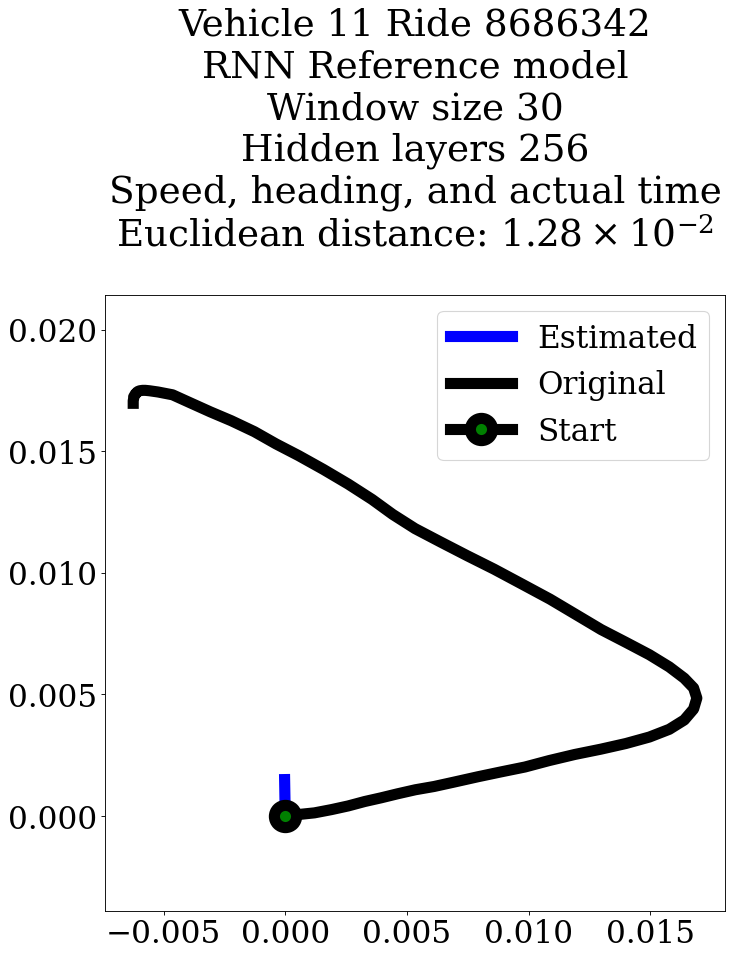 Vehicle 11 Ride 8686342
RNN Reference model
Window size 30
Hidden layers 256
Speed, heading, and actual time
Euclidean distance: 1.28 × 10⁻²
Estimated
Original
Start
0.020
0.015
0.010
0.005
0.000
−0.005 0.000 0.005 0.010 0.015